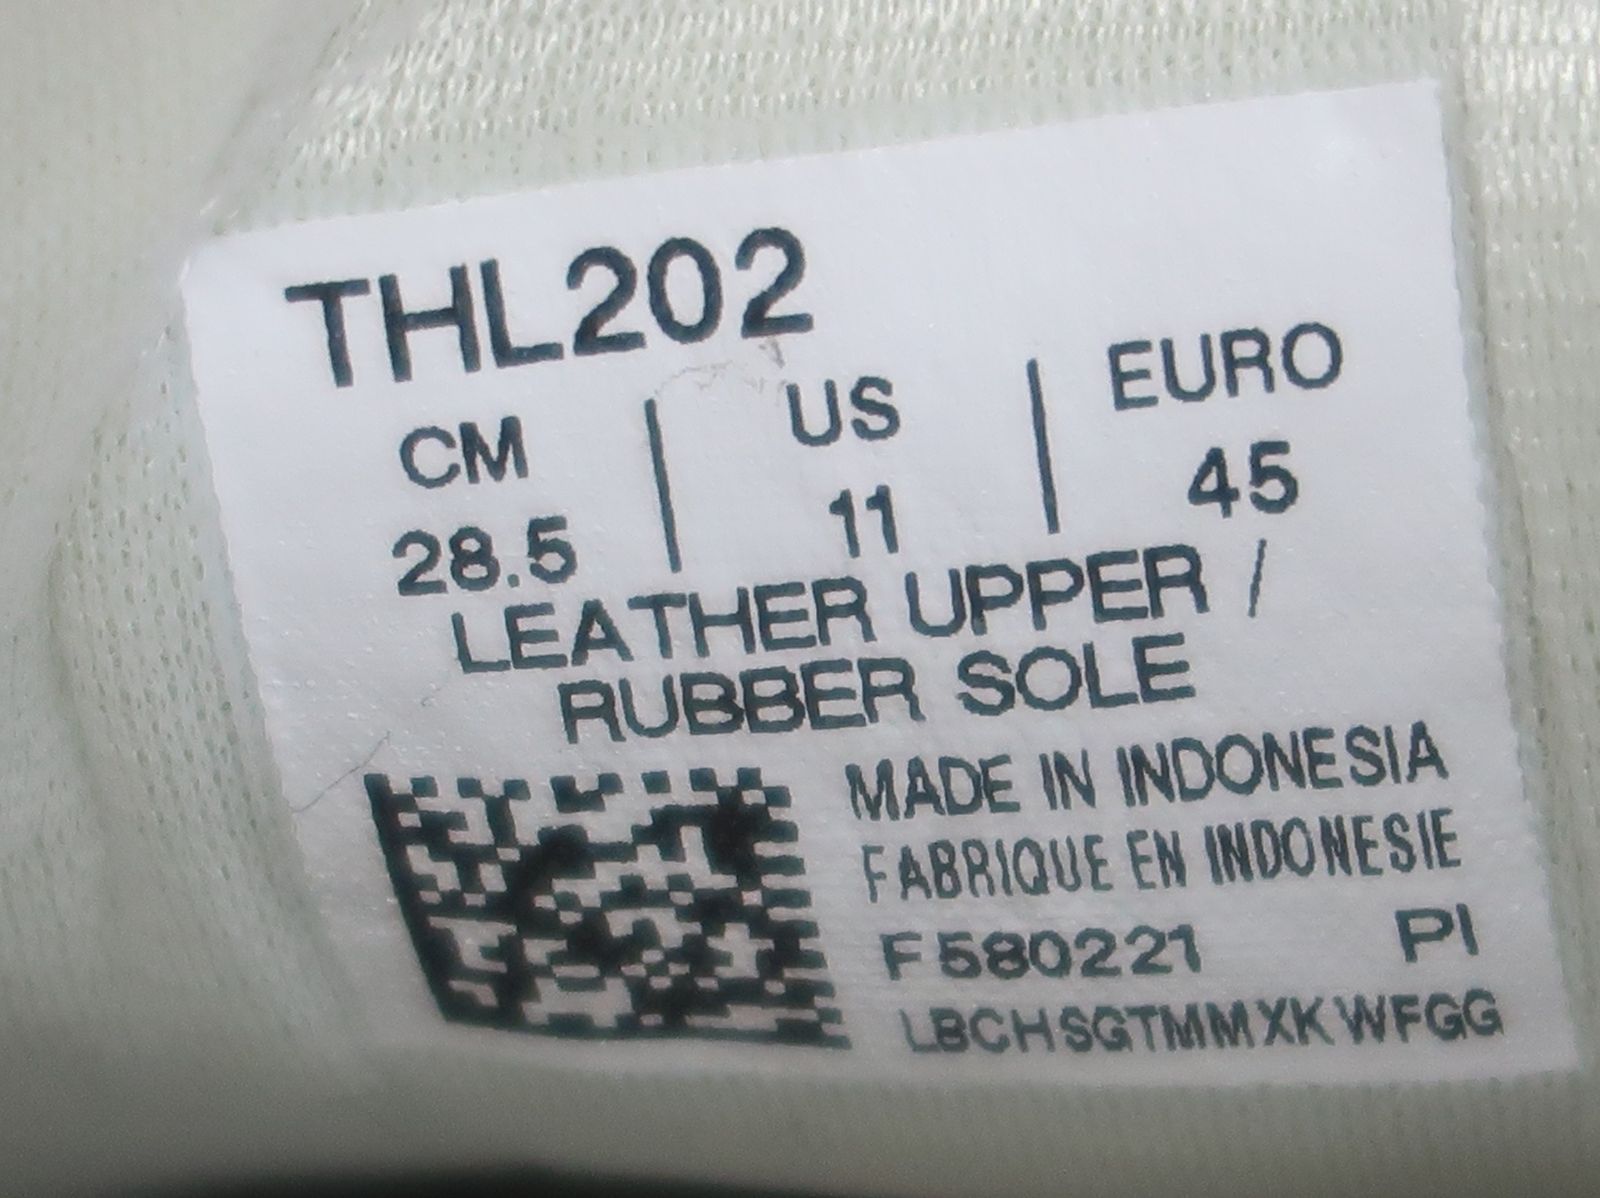 THL202
CM | US | EURO
28.5 | 11 | 45
LEATHER UPPER /
RUBBER SOLE
MADE IN INDONESIA
FABRIQUE EN INDONESIE
F580221 PI
LBCHSGTMMXKWFGG